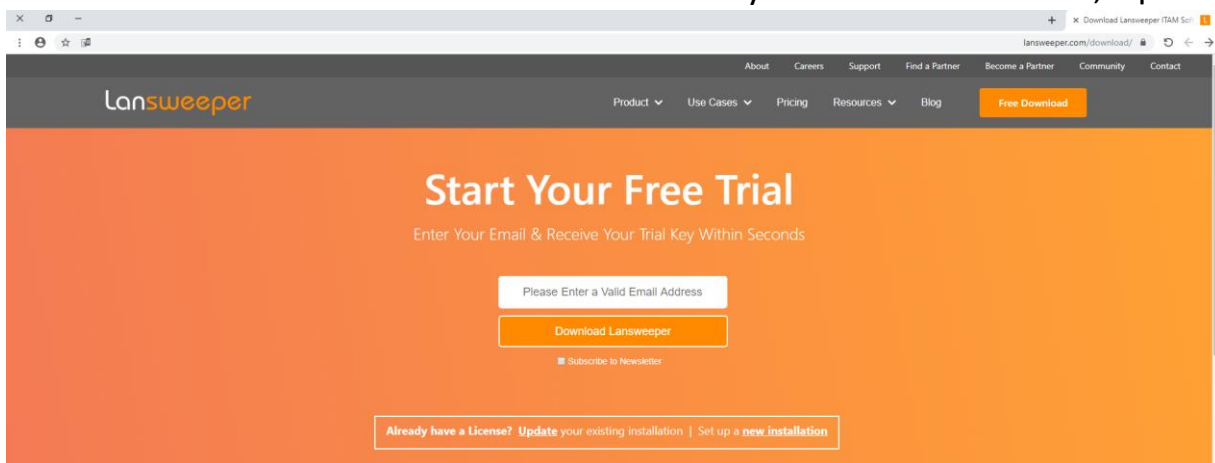 Download Lansweeper ITAM Sof
lansweeper.com/download/
About Careers Support Find a Partner Become a Partner Community Contact
Lansweeper
Product Use Cases Pricing Resources Blog Free Download
Start Your Free Trial
Enter Your Email & Receive Your Trial Key Within Seconds
Please Enter a Valid Email Address
Download Lansweeper
Subscribe to Newsletter
Already have a License? Update your existing installation | Set up a new installation